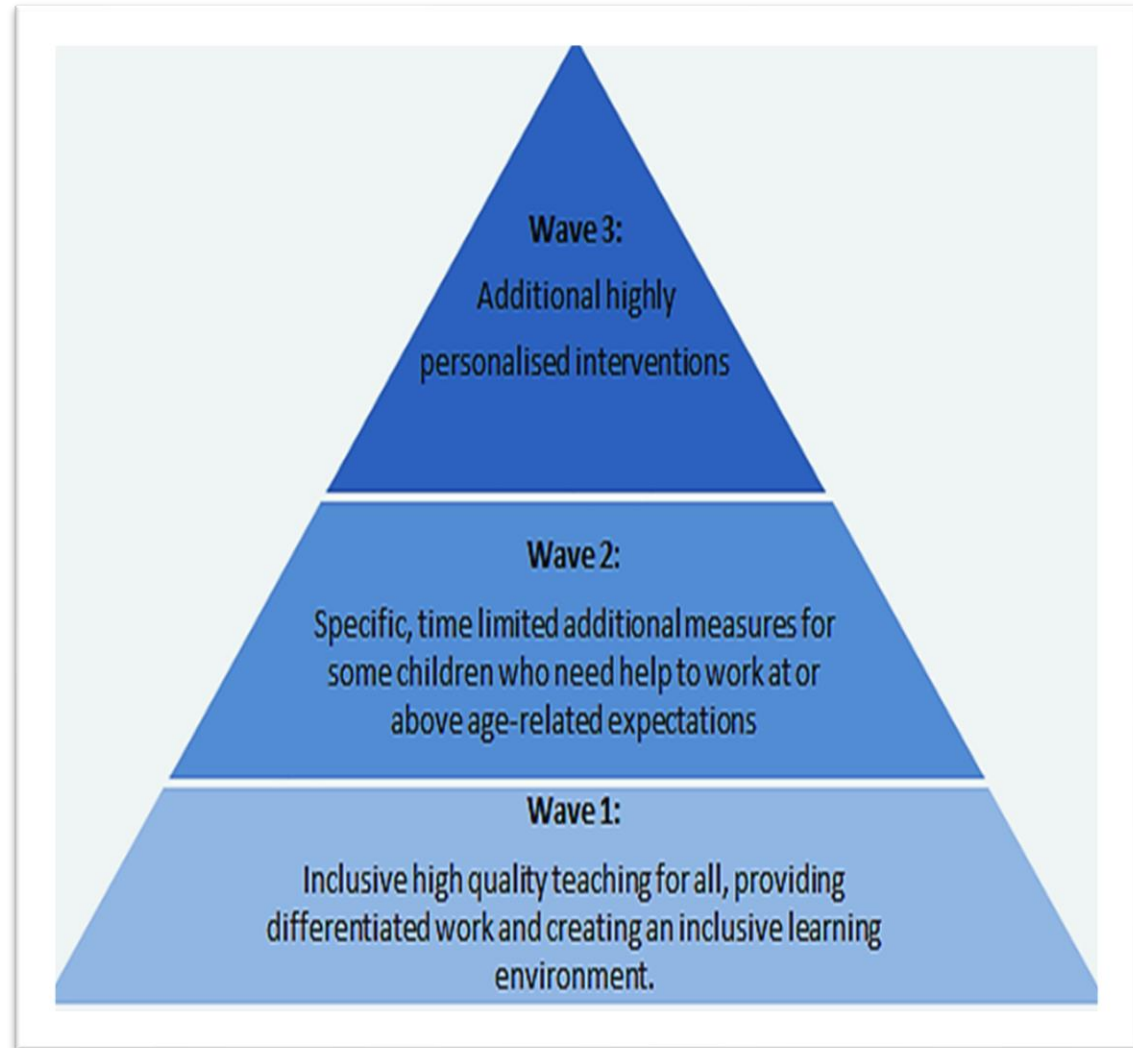 Wave 3:
Additional highly
personalised interventions
Wave 2:
Specific, time limited additional measures for
some children who need help to work at or
above age-related expectations
Wave 1:
Inclusive high quality teaching for all, providing
differentiated work and creating an inclusive learning
environment.